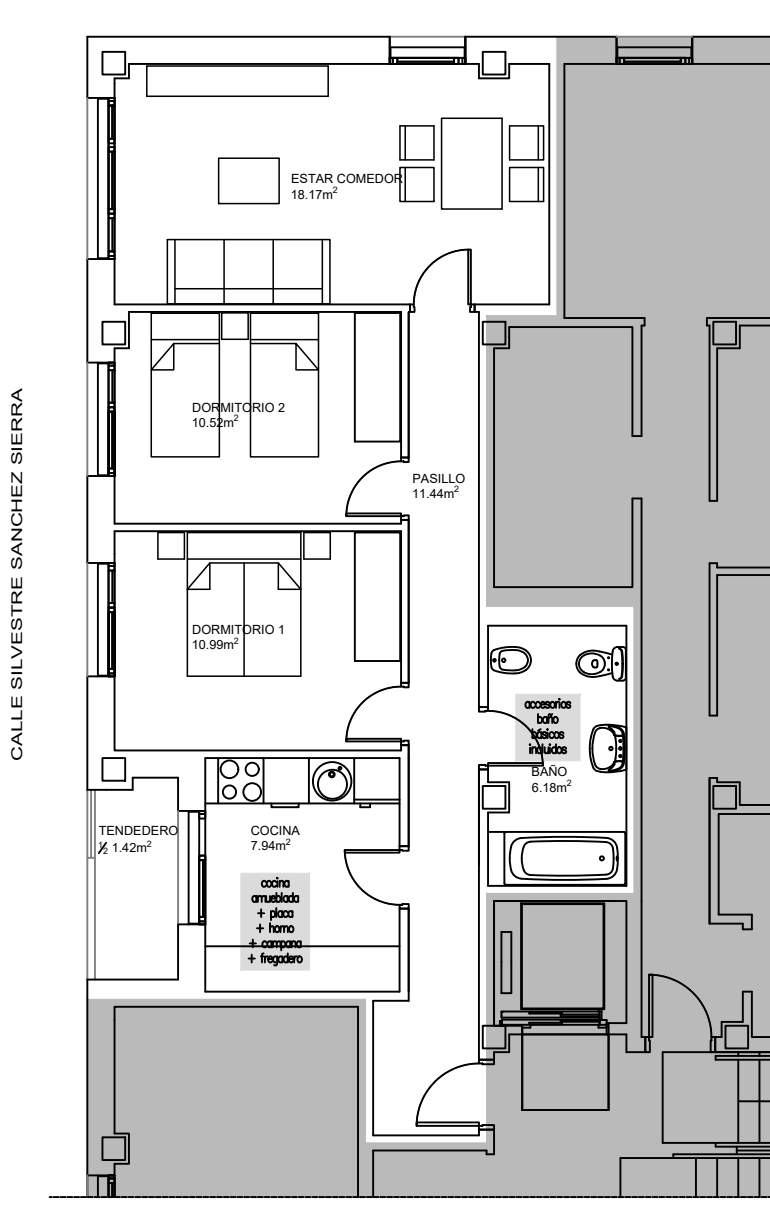 ESTAR COMEDOR
18.17m²
CALLE SILVESTRE SANCHEZ SIERRA
DORMITORIO 2
10.52m²
PASILLO
11.44m²
DORMITORIO 1
10.99m²
accesorios
baño
básicos
incluidos
BAÑO
6.18m²
TENDEDERO
½ 1.42m²
COCINA
7.94m²
cocina
amueblada
+ placa
+ horno
+ campana
+ fregadero